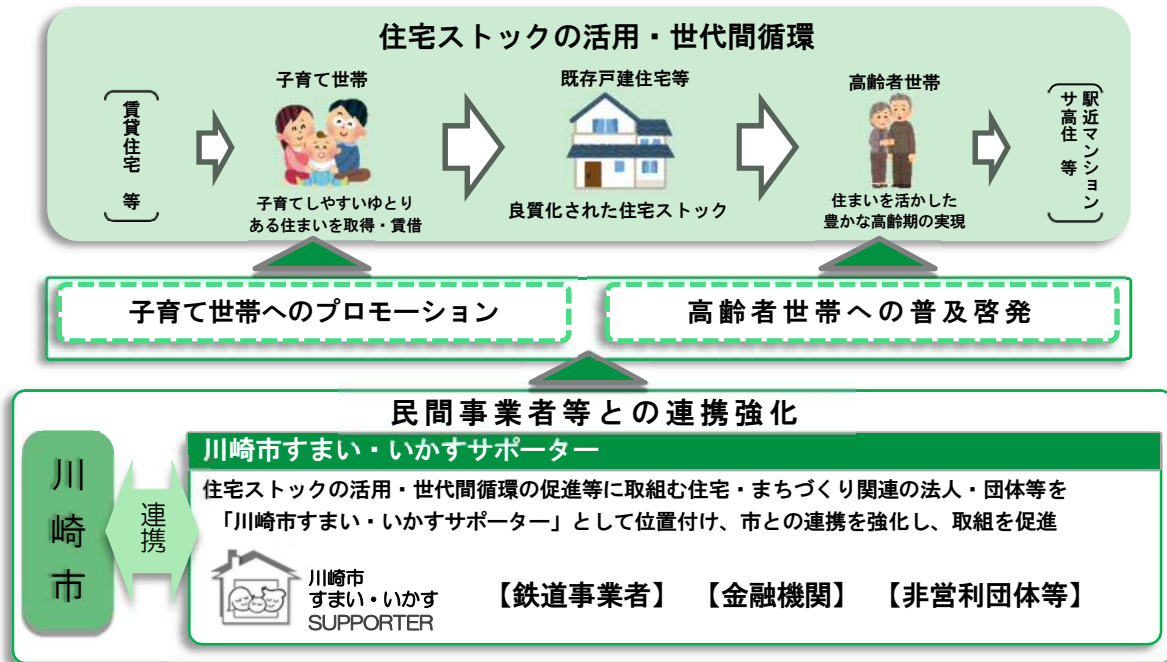 住宅ストックの活用・世代間循環
賃貸住宅 等
子育て世帯
子育てしやすいゆとり
ある住まいを取得・賃借
既存戸建住宅等
良質化された住宅ストック
高齢者世帯
住まいを活かした
豊かな高齢期の実現
駅近マンション
サ高住 等
子育て世帯へのプロモーション
高齢者世帯への普及啓発
民間事業者等との連携強化
川崎市
連携
川崎市すまい・いかすサポーター
住宅ストックの活用・世代間循環の促進等に取組む住宅・まちづくり関連の法人・団体等を
「川崎市すまい・いかすサポーター」として位置付け、市との連携を強化し、取組を促進
川崎市
すまい・いかす
SUPPORTER
【鉄道事業者】 【金融機関】 【非営利団体等】